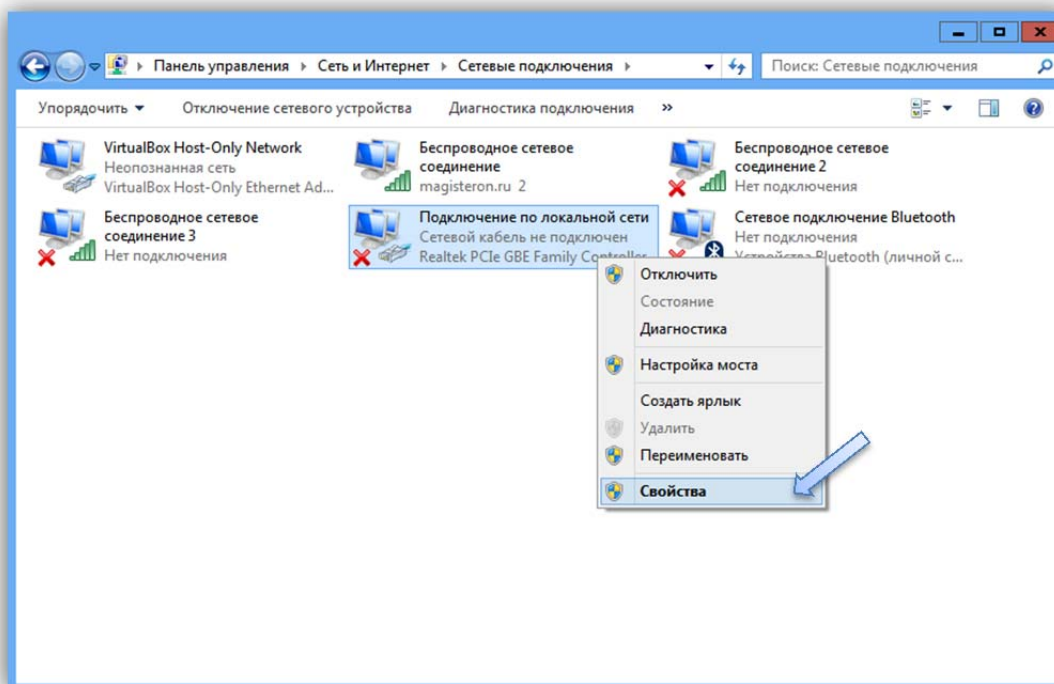 Панель управления Сеть и Интернет Сетевые подключения
Поиск: Сетевые подключения
Упорядочить Отключение сетевого устройства Диагностика подключения »
VirtualBox Host-Only Network
Неопознанная сеть
VirtualBox Host-Only Ethernet Ad...
Беспроводное сетевое
соединение
magisteron.ru 2
Беспроводное сетевое
соединение 2
Нет подключения
Беспроводное сетевое
соединение 3
Нет подключения
Подключение по локальной сети
Сетевой кабель не подключен
Realtek PCIe GBE Family Controller
Сетевое подключение Bluetooth
Нет подключения
Устройства Bluetooth (личной с...
Отключить
Состояние
Диагностика
Настройка моста
Создать ярлык
Удалить
Переименовать
Свойства